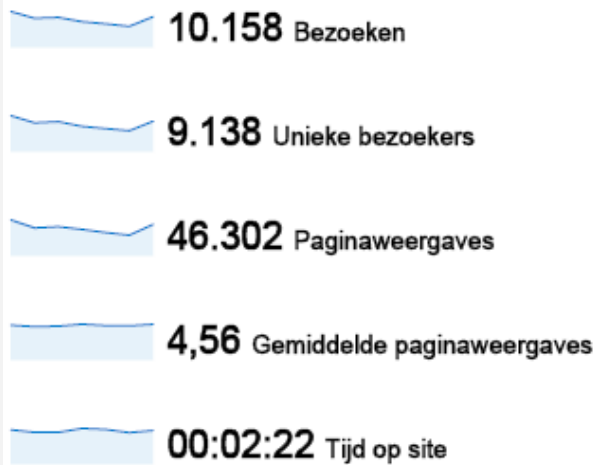 10.158 Bezoeken
9.138 Unieke bezoekers
46.302 Paginaweergaves
4,56 Gemiddelde paginaweergaves
00:02:22 Tijd op site